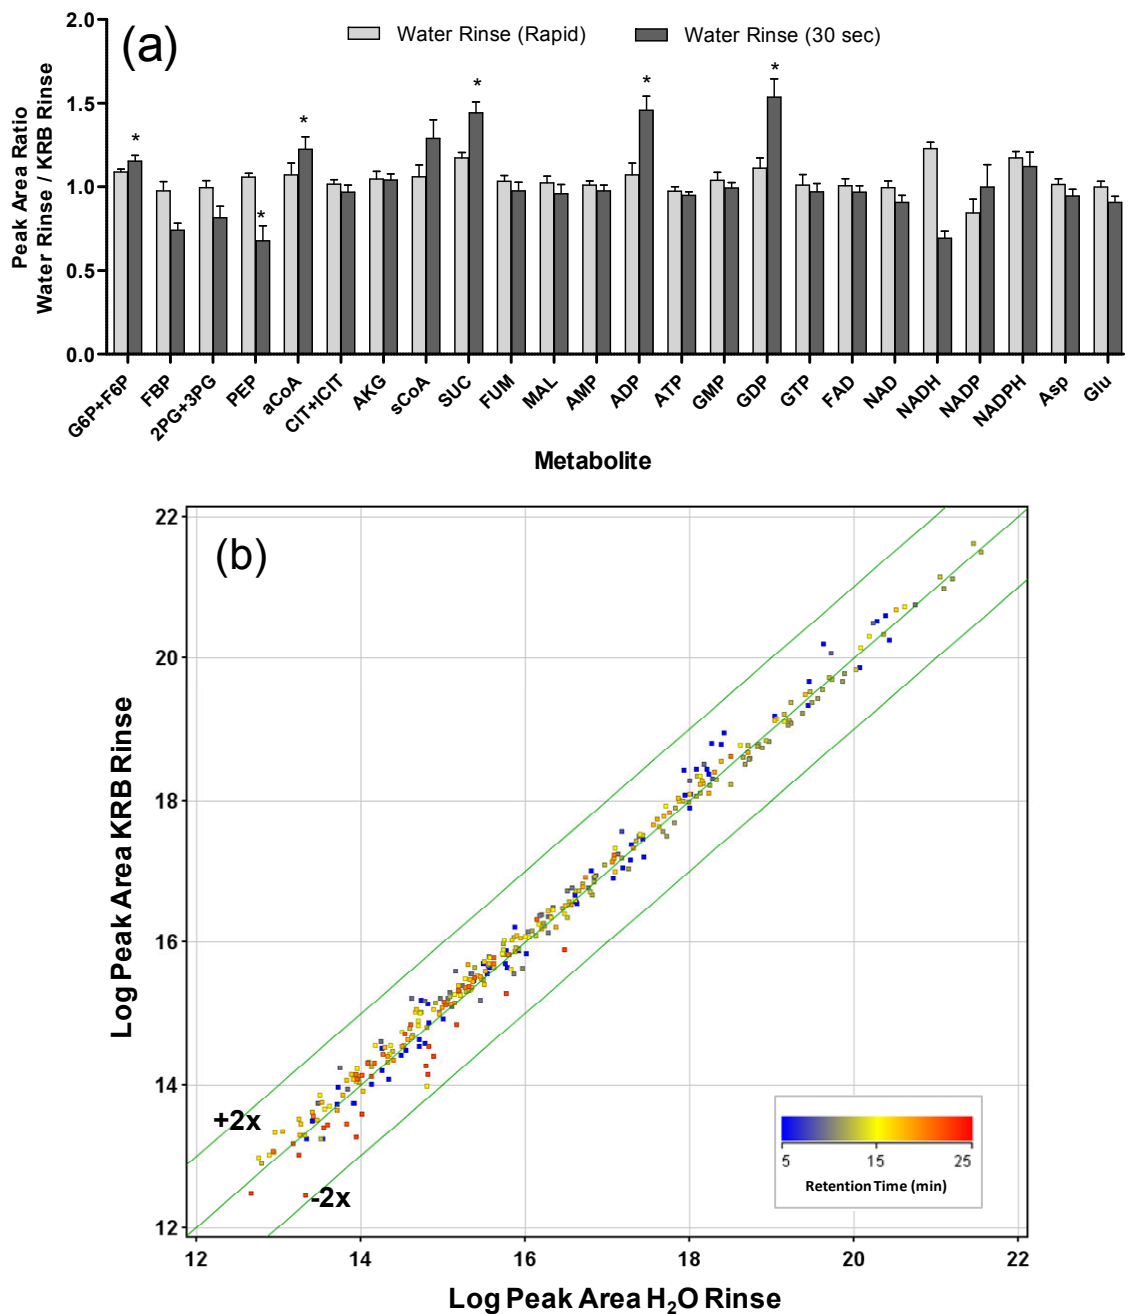 (a)
Water Rinse (Rapid)
Water Rinse (30 sec)
2.0
1.5
1.0
0.5
0.0
Peak Area Ratio
Water Rinse / KRB Rinse
* * * * * *
G6P+F6P
FBP
2PG+3PG
PEP
aCoA
CIT+ICIT
AKG
sCoA
SUC
FUM
MAL
AMP
ADP
ATP
GMP
GDP
GTP
FAD
NAD
NADH
NADP
NADPH
Asp
Glu
Metabolite
(b)
22
20
18
16
14
12
Log Peak Area KRB Rinse
+2x
-2x
5 15 25
Retention Time (min)
12 14 16 18 20 22
Log Peak Area H₂O Rinse